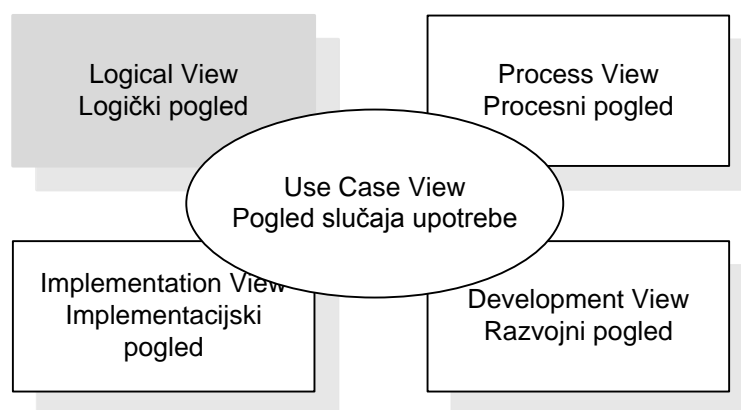 Logical View
Logički pogled
Process View
Procesni pogled
Use Case View
Pogled slučaja upotrebe
Implementation View
Implementacijski
pogled
Development View
Razvojni pogled